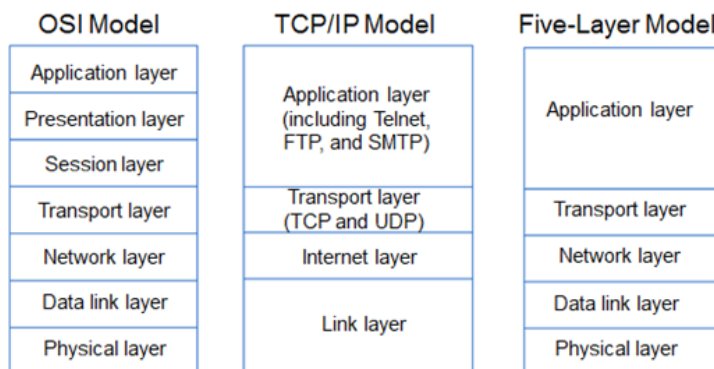 OSI Model
Application layer
Presentation layer
Session layer
Transport layer
Network layer
Data link layer
Physical layer
TCP/IP Model
Application layer
(including Telnet,
FTP, and SMTP)
Transport layer
(TCP and UDP)
Internet layer
Link layer
Five-Layer Model
Application layer
Transport layer
Network layer
Data link layer
Physical layer